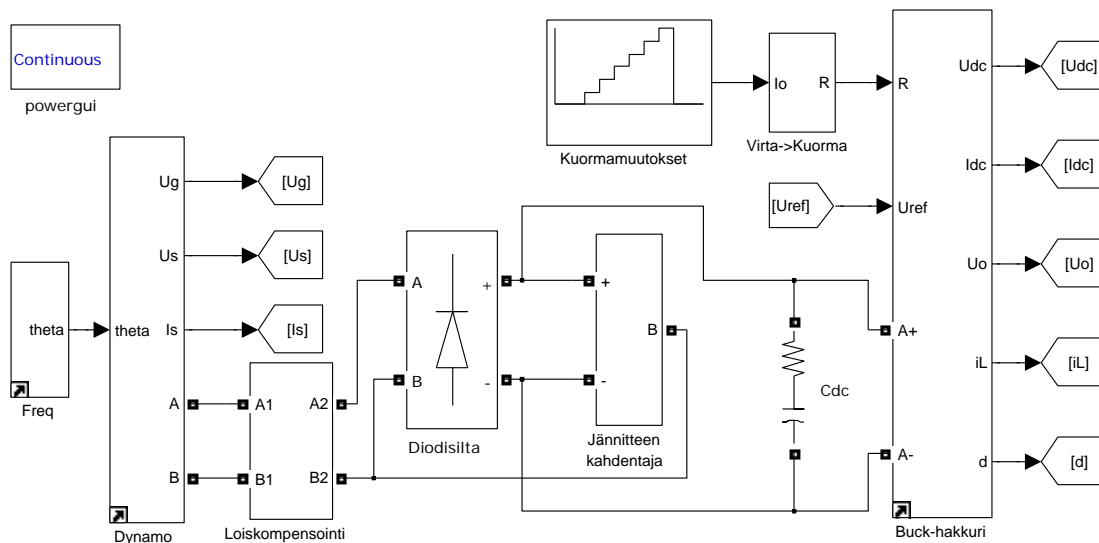 Continuous
powergui
theta
Freq
theta
Ug
Us
Is
A
B
Dynamo
[Ug]
[Us]
[Is]
A1
A2
B1
B2
Loiskompensointi
A
B
+
-
Diodisilta
+
-
B
Jännitteen
kahdentaja
Kuormamuutokset
Io
R
Virta->Kuorma
[Uref]
Cdc
R
Uref
A+
A-
Udc
Idc
Uo
iL
d
Buck-hakkuri
[Udc]
[Idc]
[Uo]
[iL]
[d]